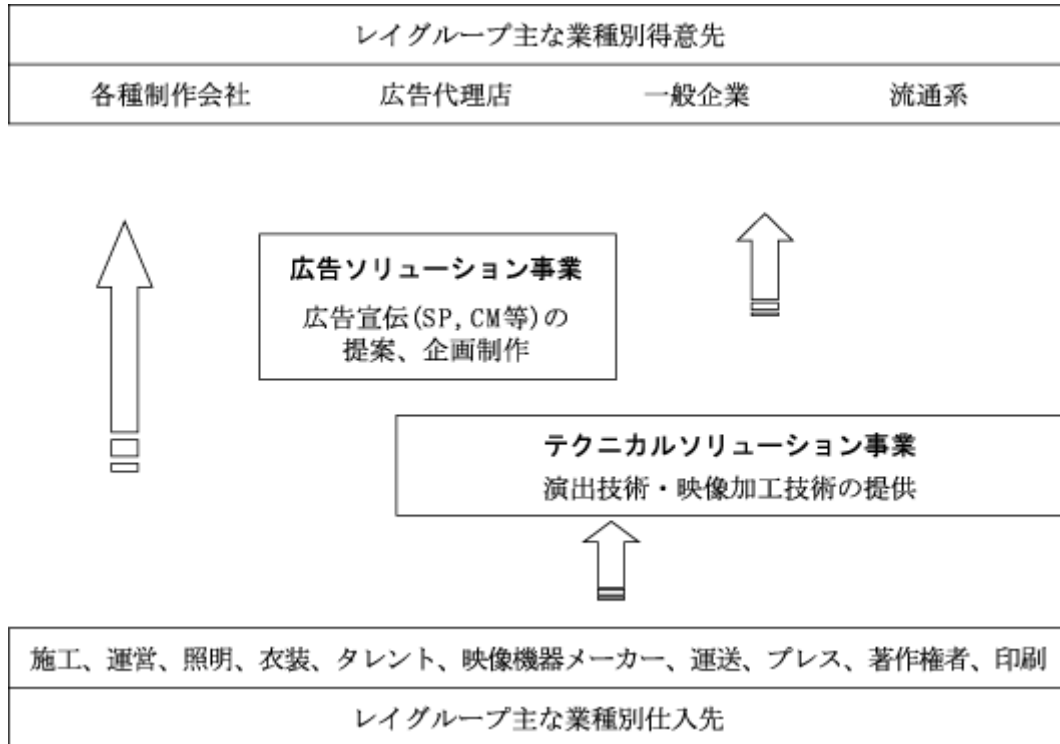 レイグループ主な業種別得意先
各種制作会社 広告代理店 一般企業 流通系
広告ソリューション事業
広告宣伝(SP,CM等)の
提案、企画制作
テクニカルソリューション事業
演出技術・映像加工技術の提供
施工、運営、照明、衣装、タレント、映像機器メーカー、運送、プレス、著作権者、印刷
レイグループ主な業種別仕入先